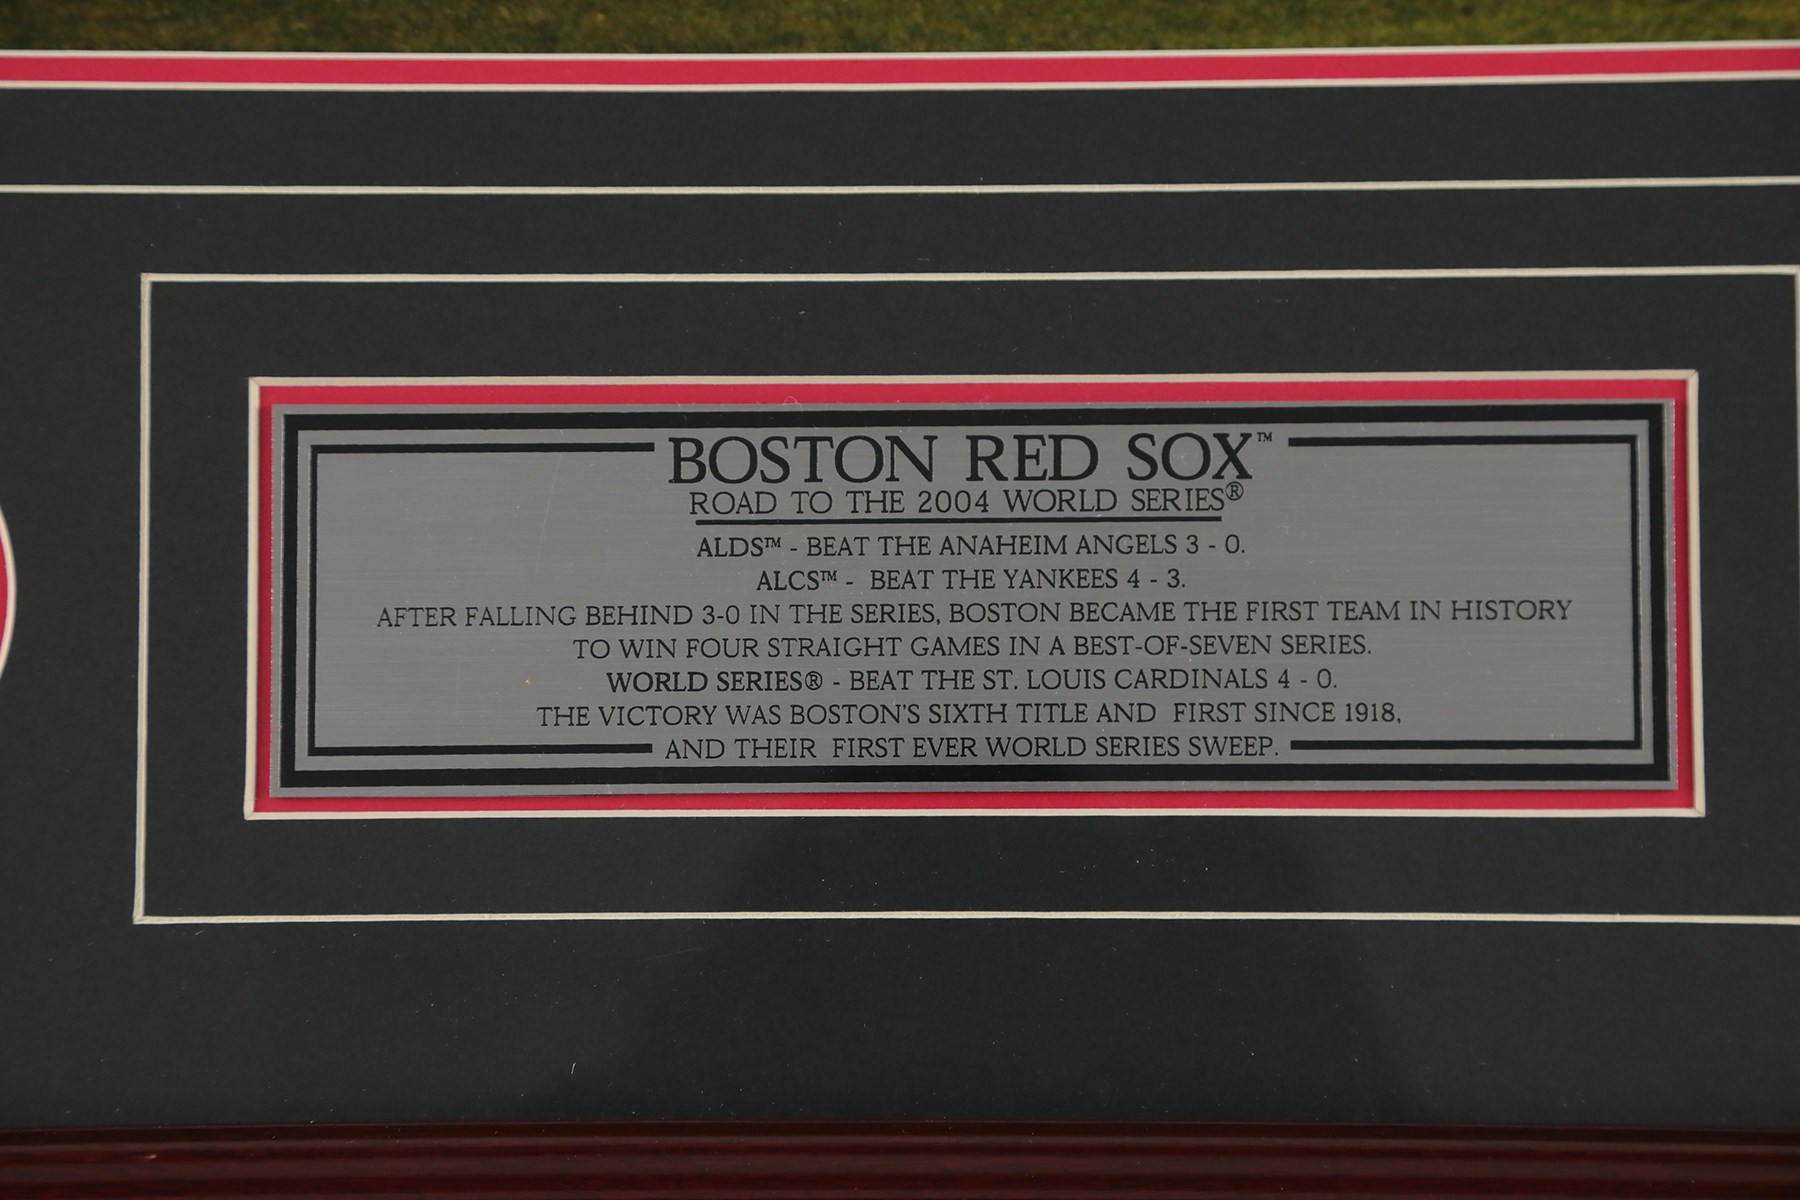 BOSTON RED SOX™
ROAD TO THE 2004 WORLD SERIES®
ALDS™ - BEAT THE ANAHEIM ANGELS 3 - 0.
ALCS™ - BEAT THE YANKEES 4 - 3.
AFTER FALLING BEHIND 3-0 IN THE SERIES, BOSTON BECAME THE FIRST TEAM IN HISTORY
TO WIN FOUR STRAIGHT GAMES IN A BEST-OF-SEVEN SERIES.
WORLD SERIES® - BEAT THE ST. LOUIS CARDINALS 4 - 0.
THE VICTORY WAS BOSTON'S SIXTH TITLE AND FIRST SINCE 1918,
AND THEIR FIRST EVER WORLD SERIES SWEEP.